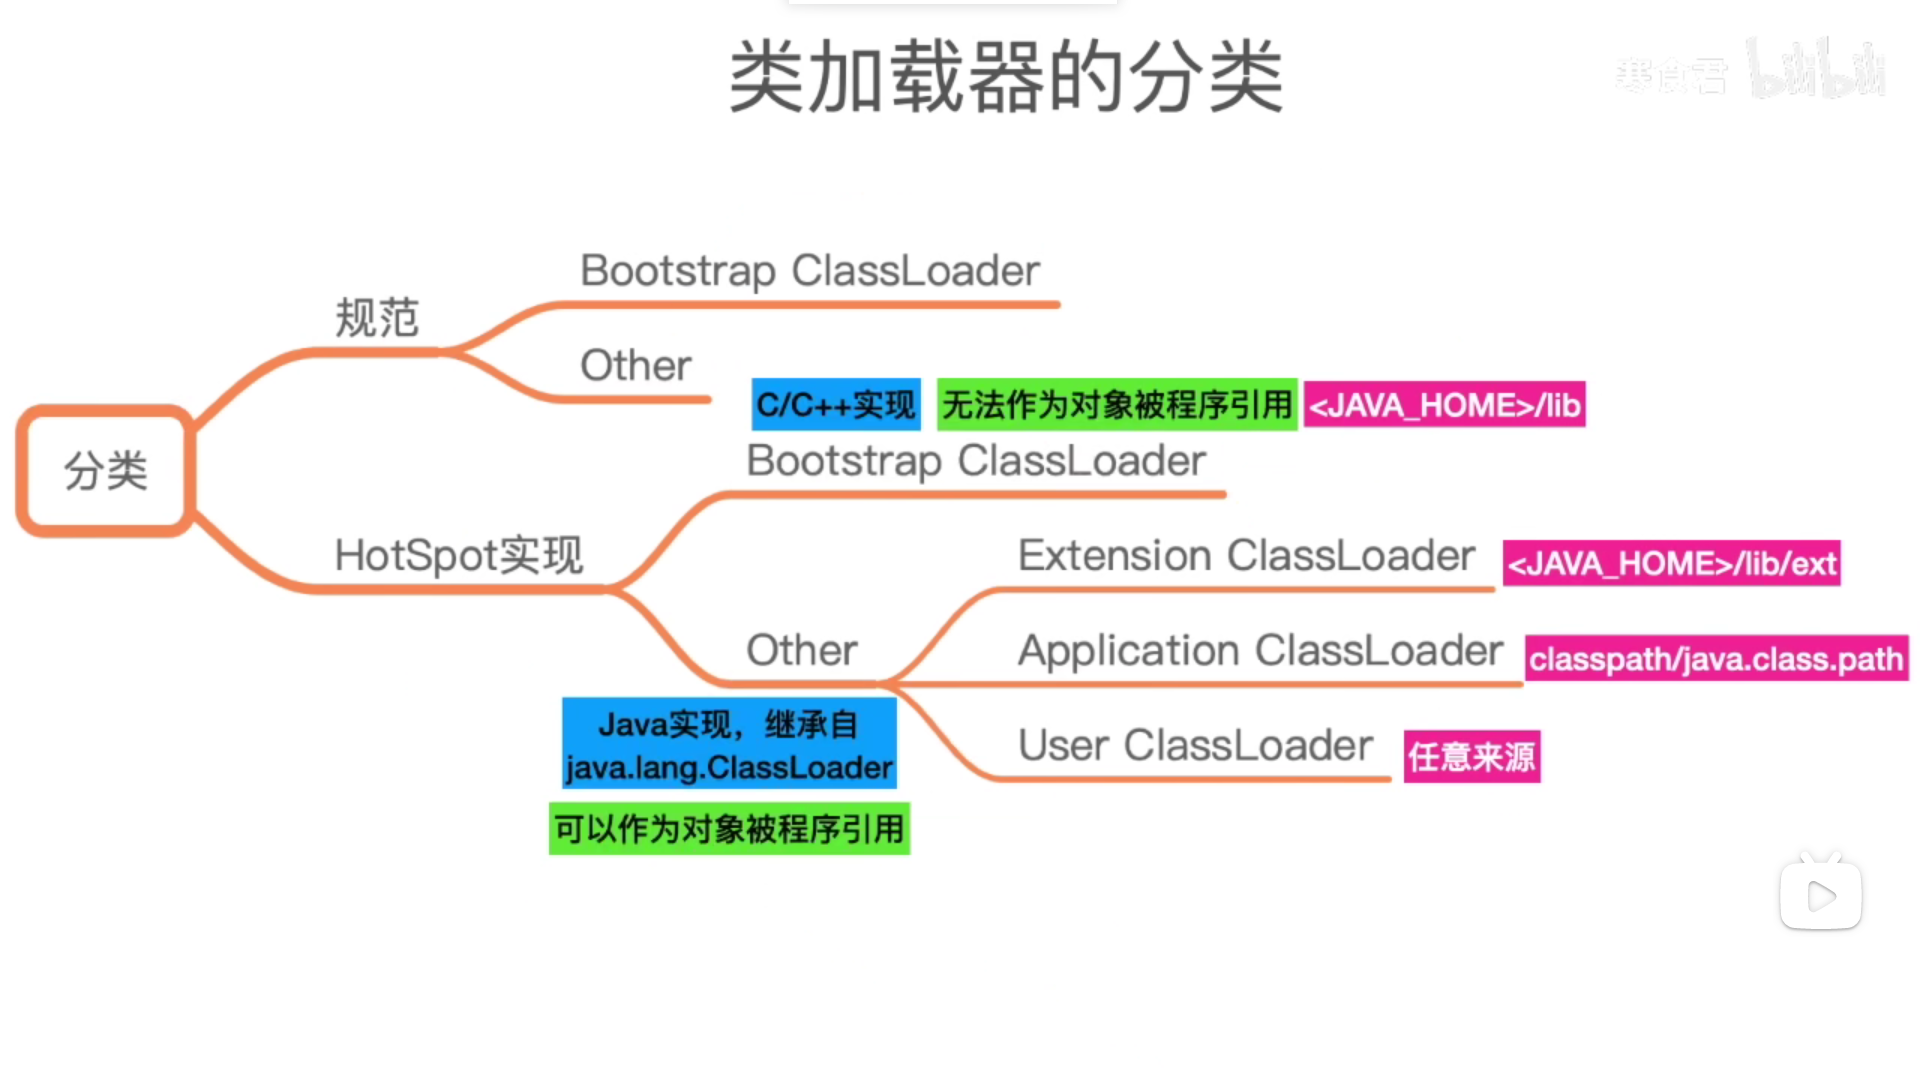 类加载器的分类
寒食君 bilibili
Bootstrap ClassLoader
规范
Other
C/C++实现 无法作为对象被程序引用 <JAVA_HOME>/lib
Bootstrap ClassLoader
分类
HotSpot实现
Extension ClassLoader <JAVA_HOME>/lib/ext
Other
Application ClassLoader classpath/java.class.path
Java实现，继承自
java.lang.ClassLoader
User ClassLoader 任意来源
可以作为对象被程序引用